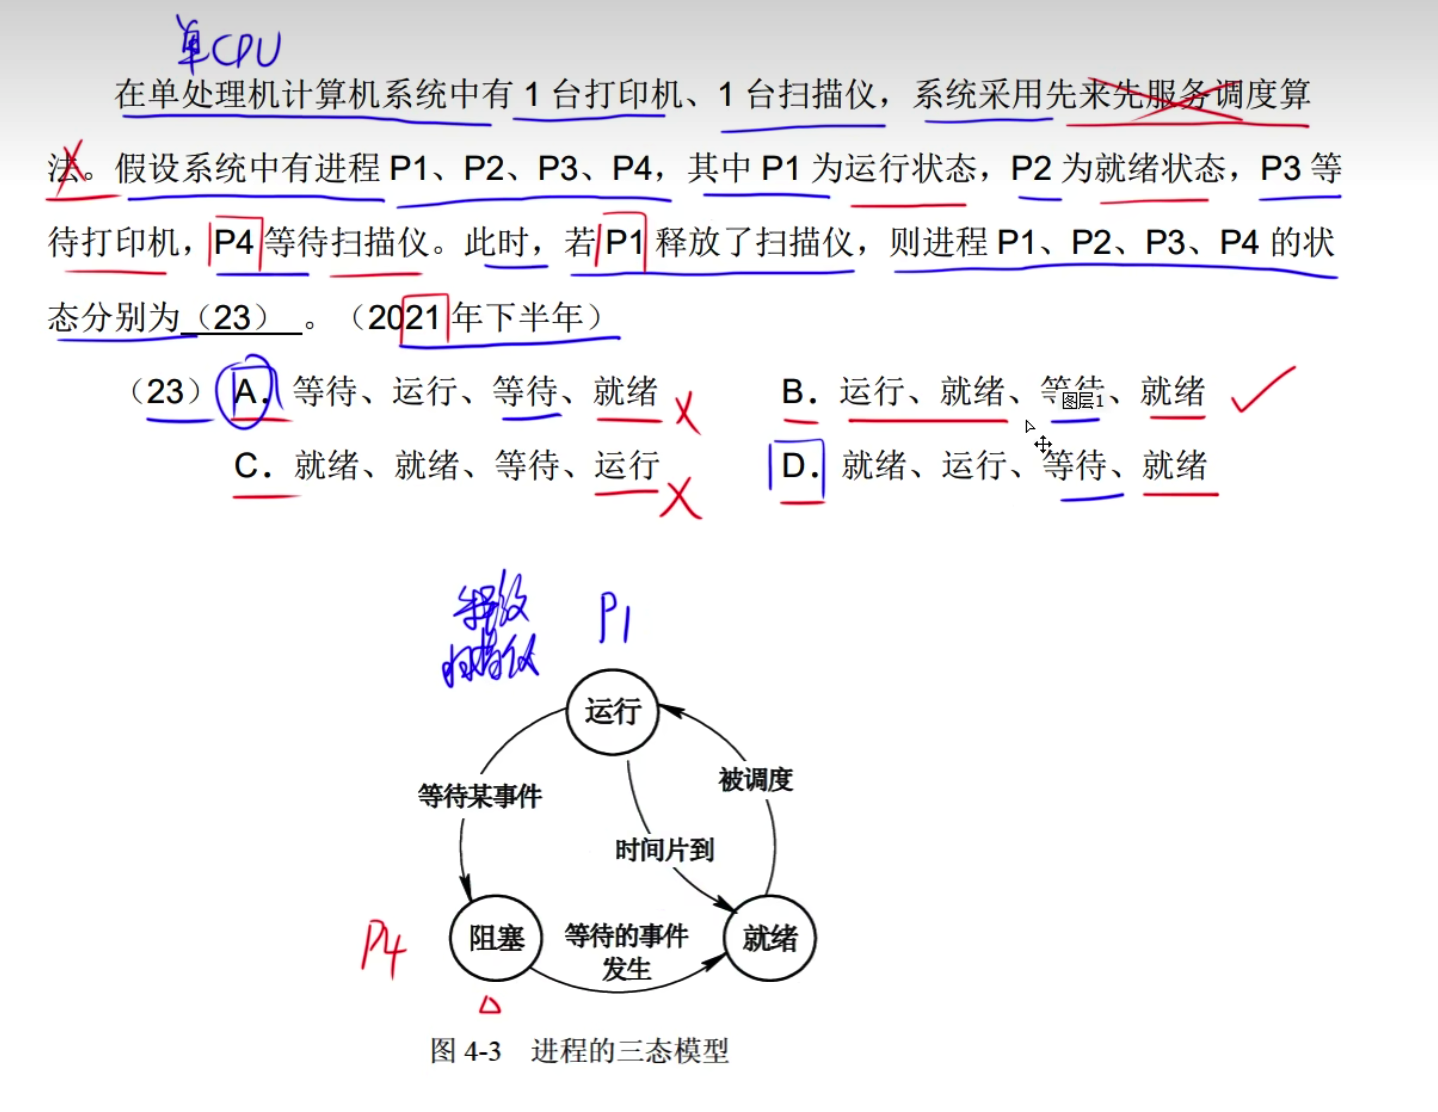 单CPU
在单处理机计算机系统中有 1 台打印机、1 台扫描仪，系统采用先来先服务调度算
法。假设系统中有进程 P1、P2、P3、P4，其中 P1 为运行状态，P2 为就绪状态，P3 等
待打印机，P4 等待扫描仪。此时，若 P1 释放了扫描仪，则进程 P1、P2、P3、P4 的状
态分别为（23） 。（2021 年下半年）
（23）A．等待、运行、等待、就绪 B．运行、就绪、等待、就绪
图层1
C．就绪、就绪、等待、运行 D．就绪、运行、等待、就绪
P1
扫描仪
运行
被调度
等待某事件
时间片到
P4
阻塞
等待的事件
发生
就绪
图 4-3 进程的三态模型